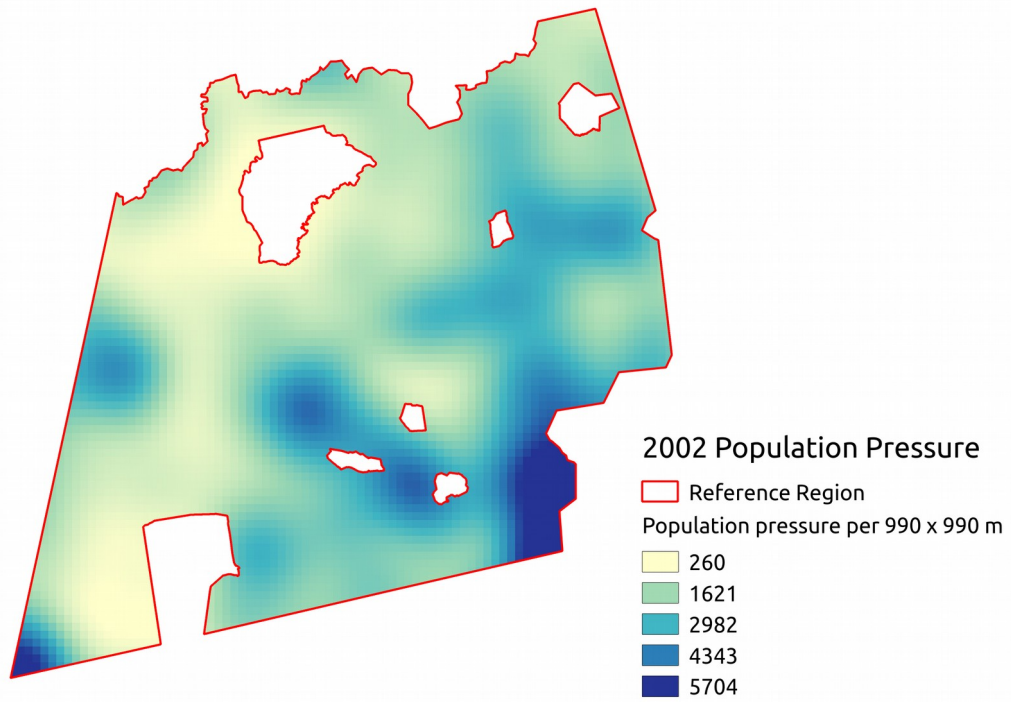 2002 Population Pressure
Reference Region
Population pressure per 990 x 990 m
260
1621
2982
4343
5704